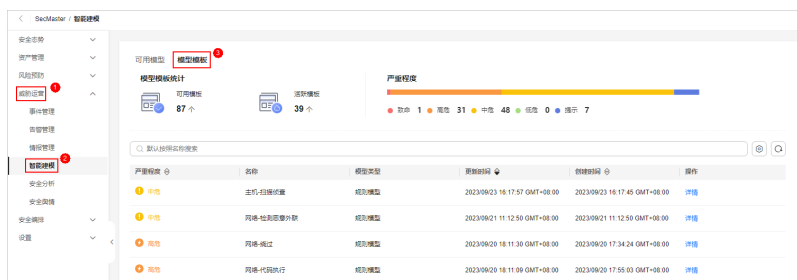 SecMaster / 智能建模
安全态势
资产管理
风险预防
威胁运营
1
事件管理
告警管理
情报管理
智能建模
2
安全分析
安全舆情
安全编排
设置
可用模型 模型模板 3
模型模板统计
可用模板
87 个
活跃模板
39 个
严重程度
致命 1 高危 31 中危 48 低危 0 提示 7
默认按照名称搜索
严重程度 名称 模型类型 更新时间 创建时间 操作
中危 主机-扫描侦查 规则模型 2023/09/23 16:17:57 GMT+08:00 2023/09/23 16:17:45 GMT+08:00 详情
中危 网络-检测恶意外联 规则模型 2023/09/21 11:12:50 GMT+08:00 2023/09/21 11:12:50 GMT+08:00 详情
高危 网络-绕过 规则模型 2023/09/20 18:11:30 GMT+08:00 2023/09/20 17:34:24 GMT+08:00 详情
高危 网络-代码执行 规则模型 2023/09/20 18:11:09 GMT+08:00 2023/09/20 17:55:03 GMT+08:00 详情